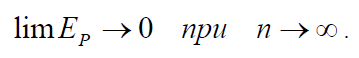 lim E_P → 0 при n → ∞.